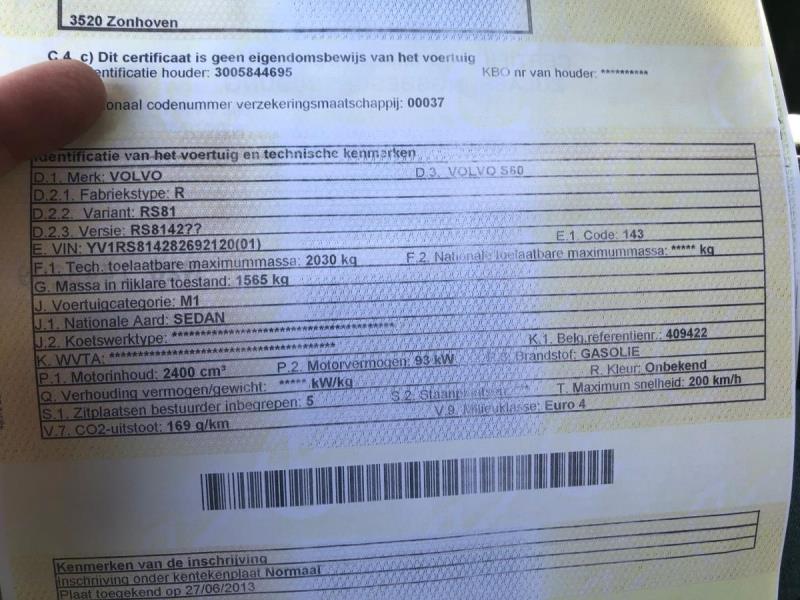 3520 Zonhoven
C.4. c) Dit certificaat is geen eigendomsbewijs van het voertuig
entificatie houder: 3005844695 KBO nr van houder: **********
onaal codenummer verzekeringsmaatschappij: 00037
Identificatie van het voertuig en technische kenmerken
D.1. Merk: VOLVO D.3. VOLVO S60
D.2.1. Fabriekstype: R
D.2.2. Variant: RS81
D.2.3. Versie: RS8142??
E. VIN: YV1RS814282692120(01) E.1. Code: 143
F.1. Tech. toelaatbare maximummassa: 2030 kg F.2. Nationale toelaatbare maximummassa: ***** kg
G. Massa in rijklare toestand: 1565 kg
J. Voertuigcategorie: M1
J.1. Nationale Aard: SEDAN
J.2. Koetswerktype: ***********************************
K. WVTA: *********************************** K.1. Belg.referentienr.: 409422
P.1. Motorinhoud: 2400 cm³ P.2. Motorvermogen: 93 kW P.3. Brandstof: GASOLIE
Q. Verhouding vermogen/gewicht: ***** kW/kg R. Kleur: Onbekend
S.1. Zitplaatsen bestuurder inbegrepen: 5 S.2. Staanplaatsen: *** T. Maximum snelheid: 200 km/h
V.7. CO2-uitstoot: 169 g/km V.9. Milieuklasse: Euro 4
Kenmerken van de inschrijving
Inschrijving onder kentekenplaat Normaal
Plaat toegekend op 27/06/2013